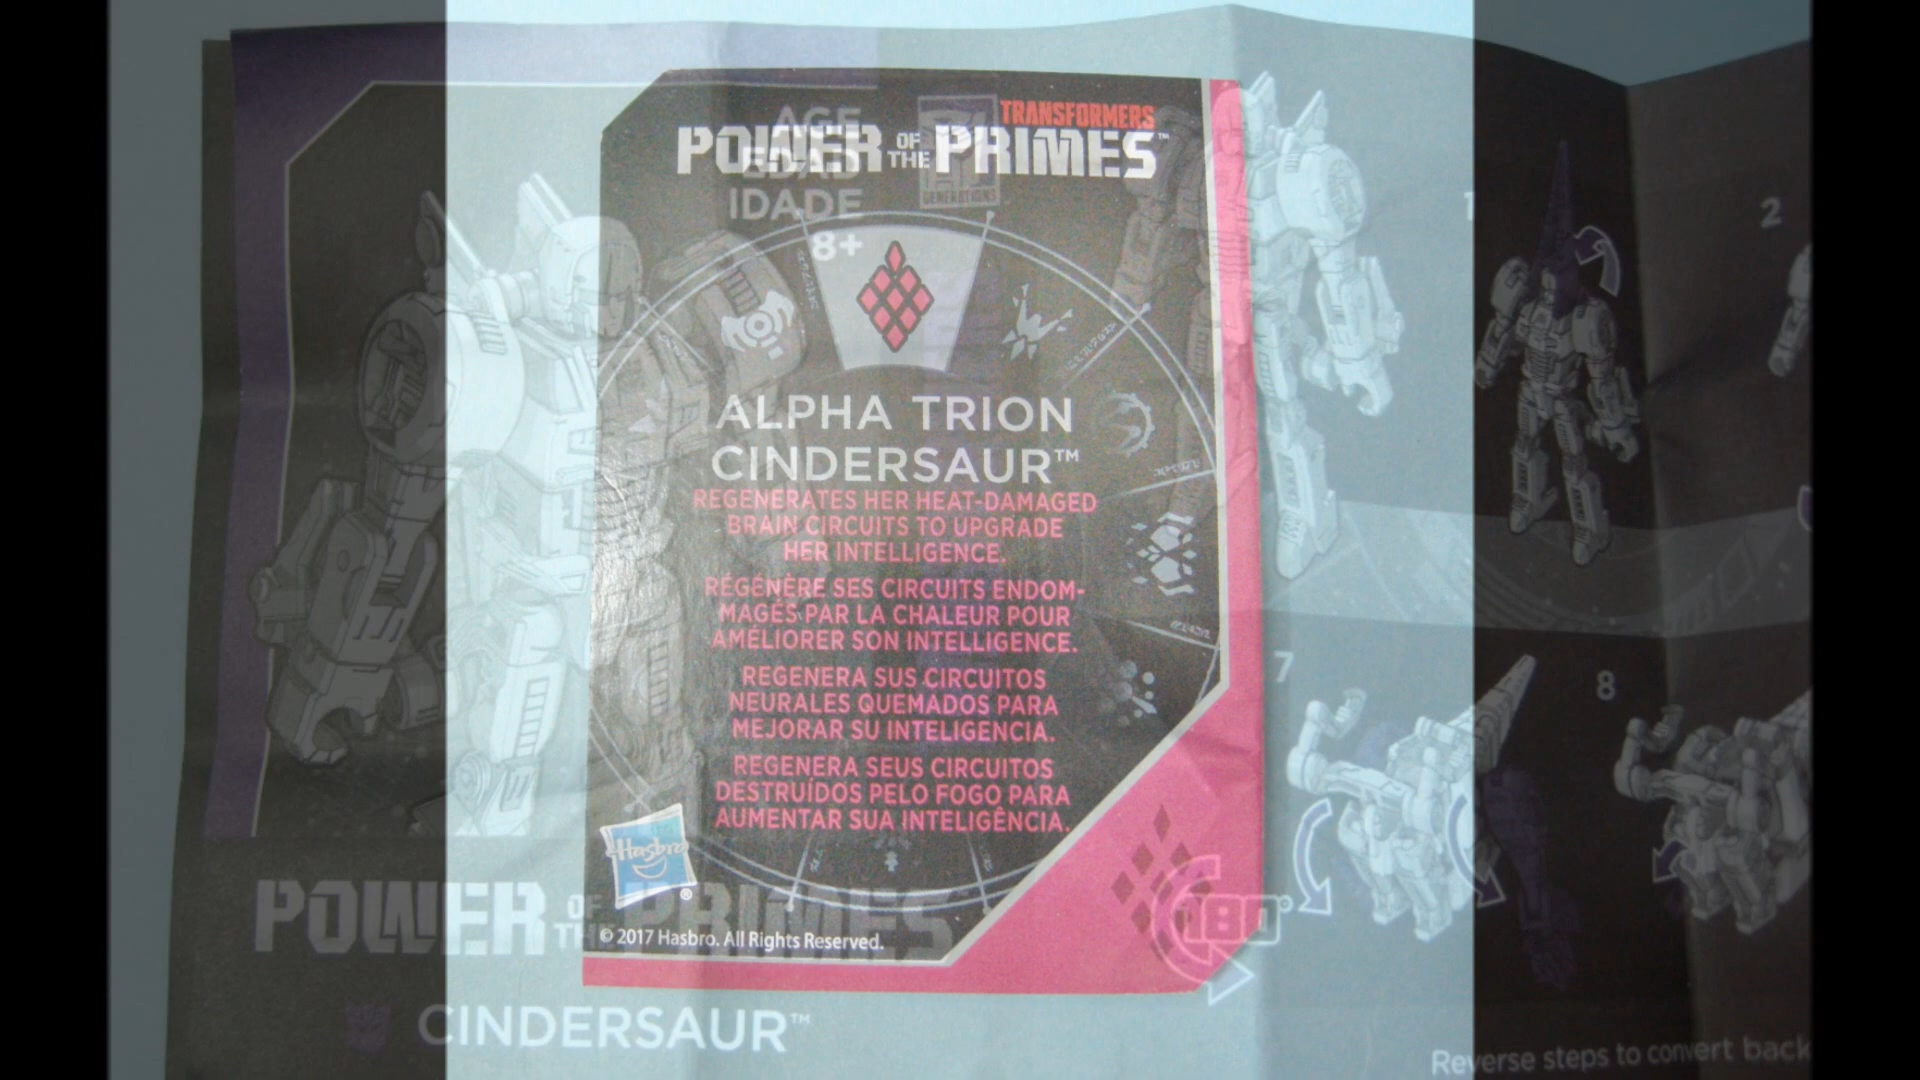 TRANSFORMERS
POWER OF THE PRIMES™
AGE
EDAD
IDADE
8+
GENERATIONS
ALPHA TRION
CINDERSAUR™
REGENERATES HER HEAT-DAMAGED
BRAIN CIRCUITS TO UPGRADE
HER INTELLIGENCE.
RÉGÉNÈRE SES CIRCUITS ENDOM-
MAGÉS PAR LA CHALEUR POUR
AMÉLIORER SON INTELLIGENCE.
REGENERA SUS CIRCUITOS
NEURALES QUEMADOS PARA
MEJORAR SU INTELIGENCIA.
REGENERA SEUS CIRCUITOS
DESTRUÍDOS PELO FOGO PARA
AUMENTAR SUA INTELIGÊNCIA.
Hasbro®
© 2017 Hasbro. All Rights Reserved.
POWER OF THE PRIMES
CINDERSAUR™
1
2
7
8
180°
Reverse steps to convert back